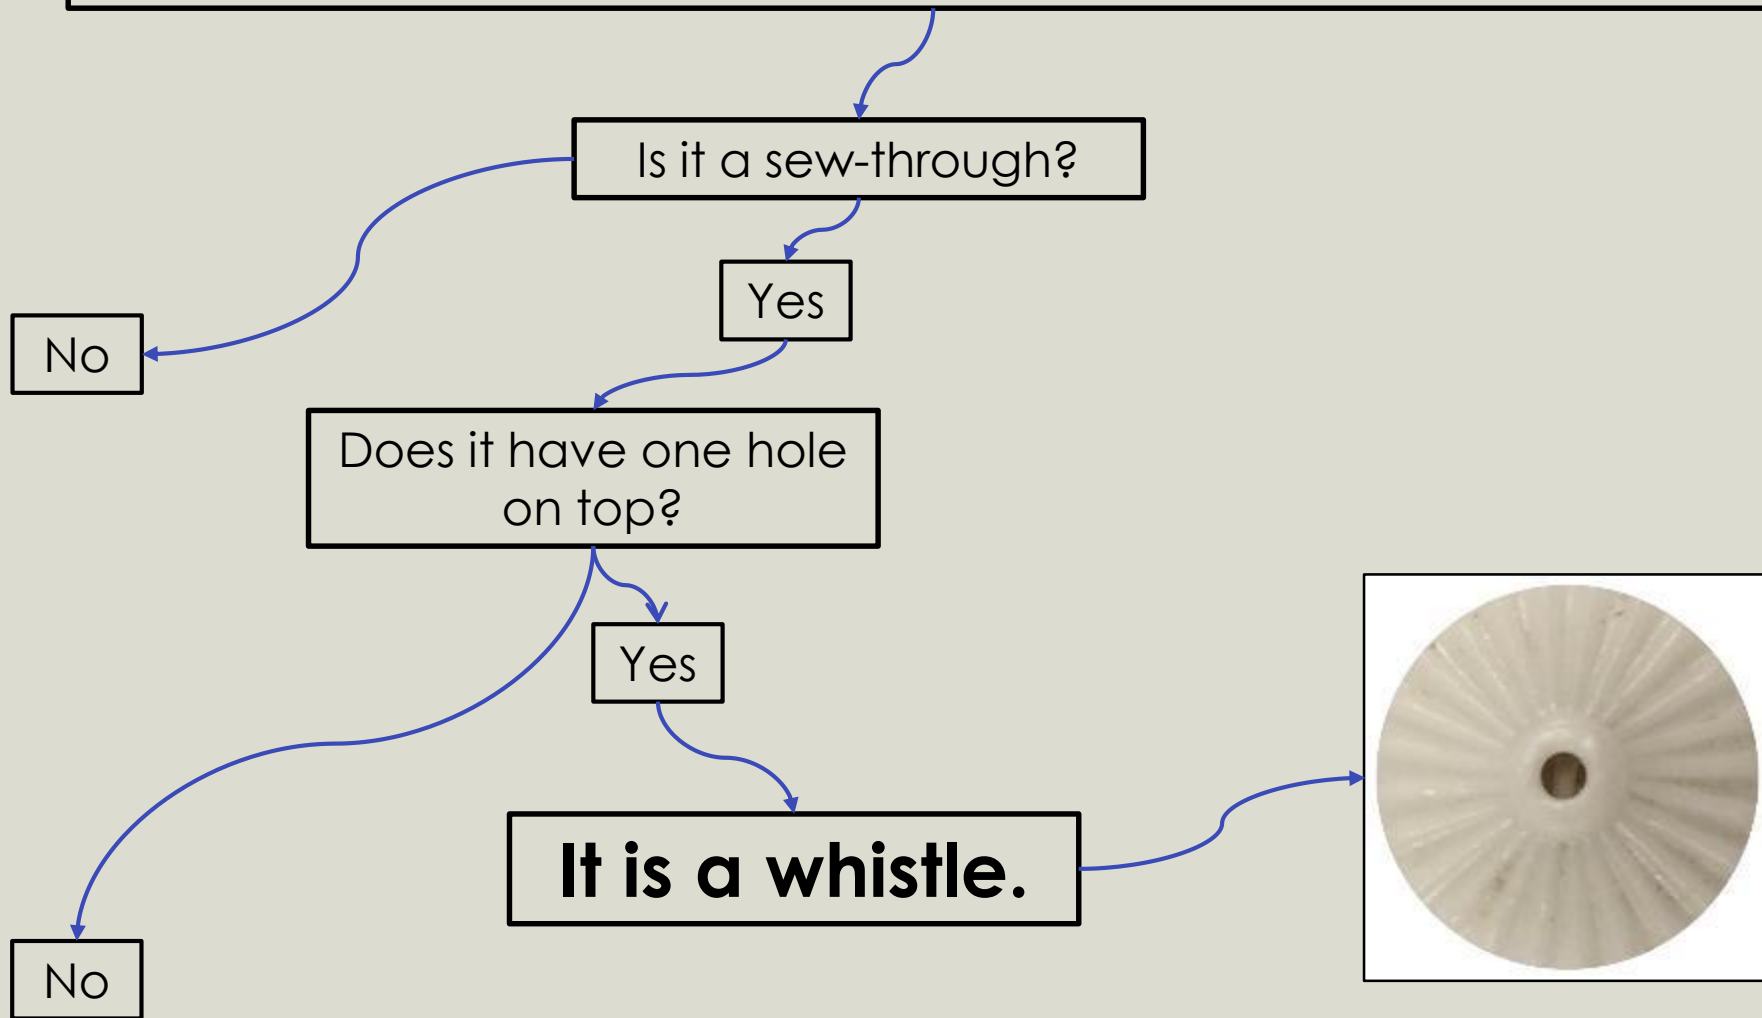 Is it a sew-through?
Yes
No
Does it have one hole
on top?
Yes
It is a whistle.
No